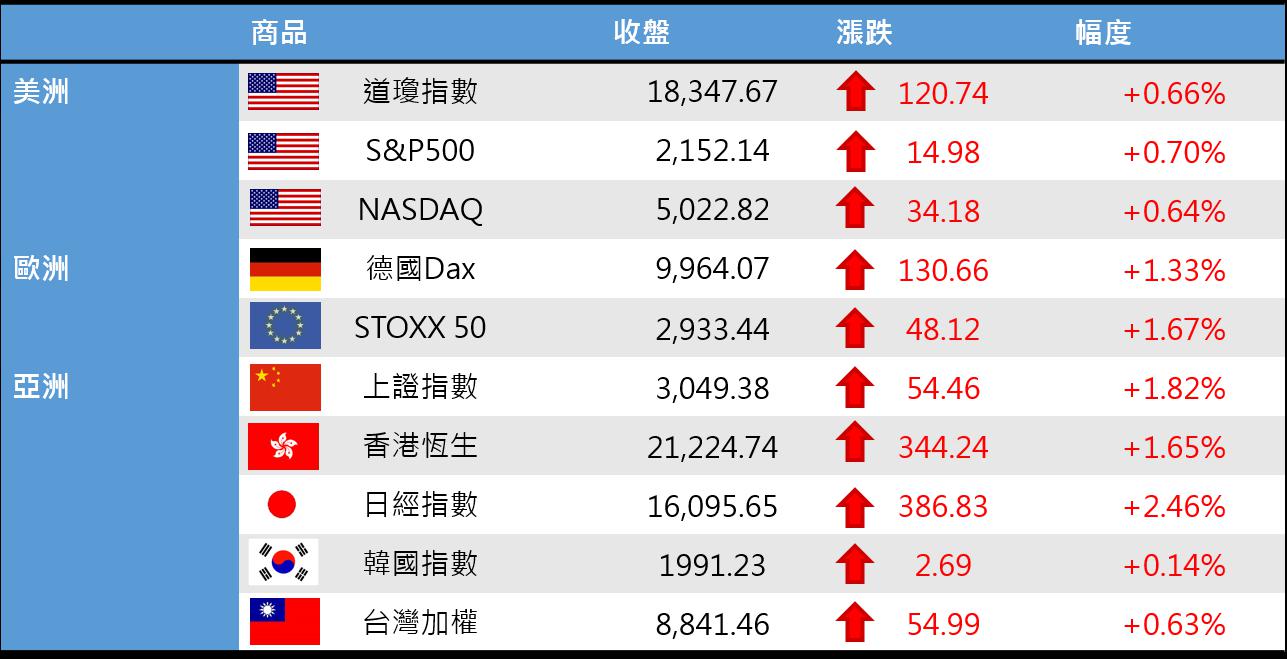 商品 收盤 漲跌 幅度
美洲 道瓊指數 18,347.67 120.74 +0.66%
S&P500 2,152.14 14.98 +0.70%
NASDAQ 5,022.82 34.18 +0.64%
歐洲 德國Dax 9,964.07 130.66 +1.33%
STOXX 50 2,933.44 48.12 +1.67%
亞洲 上證指數 3,049.38 54.46 +1.82%
香港恆生 21,224.74 344.24 +1.65%
日經指數 16,095.65 386.83 +2.46%
韓國指數 1991.23 2.69 +0.14%
台灣加權 8,841.46 54.99 +0.63%